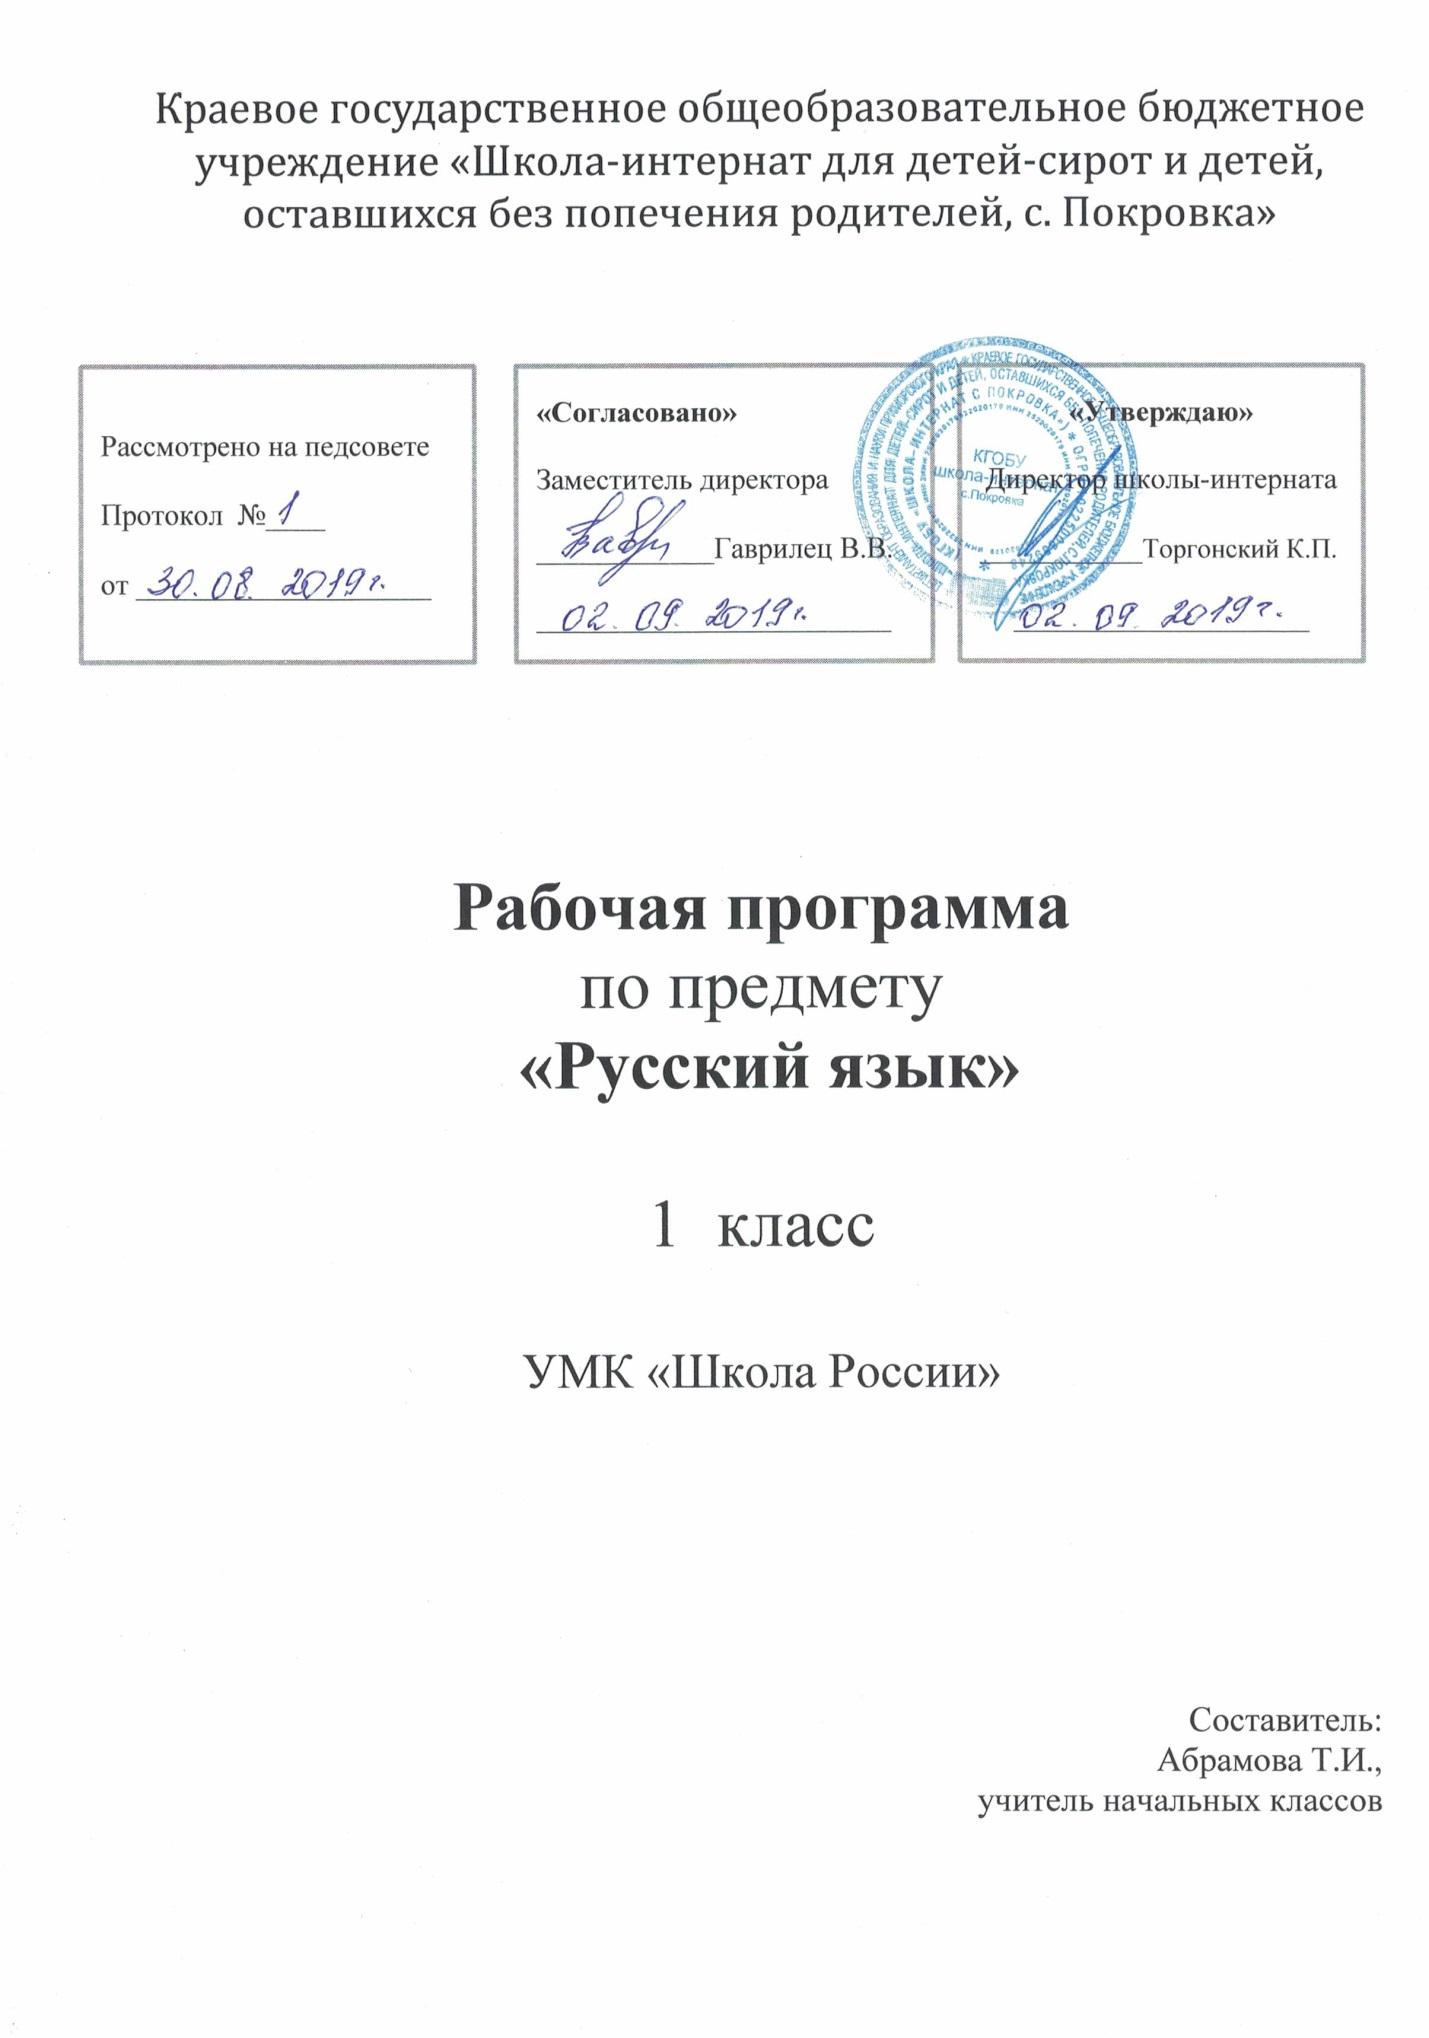 Краевое государственное общеобразовательное бюджетное
учреждение «Школа-интернат для детей-сирот и детей,
оставшихся без попечения родителей, с. Покровка»
Рассмотрено на педсовете
Протокол №1
от 30.08. 2019г.
«Согласовано»
Заместитель директора
Гаврилец В.В.
02. 09. 2019г.
«Утверждаю»
Директор школы-интерната
Торгонский К.П.
02. 09. 2019г.
КГОБУ
школа-интернат
с.Покровка
Рабочая программа
по предмету
«Русский язык»
1 класс
УМК «Школа России»
Составитель:
Абрамова Т.И.,
учитель начальных классов